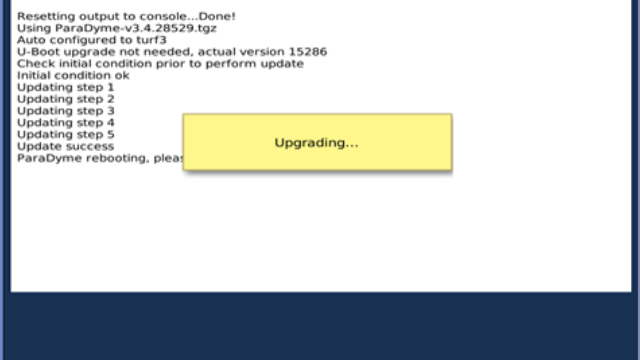 Resetting output to console...Done!
Using ParaDyme-v3.4.28529.tgz
Auto configured to turf3
U-Boot upgrade not needed, actual version 15286
Check initial condition prior to perform update
Initial condition ok
Updating step 1
Updating step 2
Updating step 3
Updating step 4
Updating step 5
Update success
ParaDyme rebooting,
Upgrading...